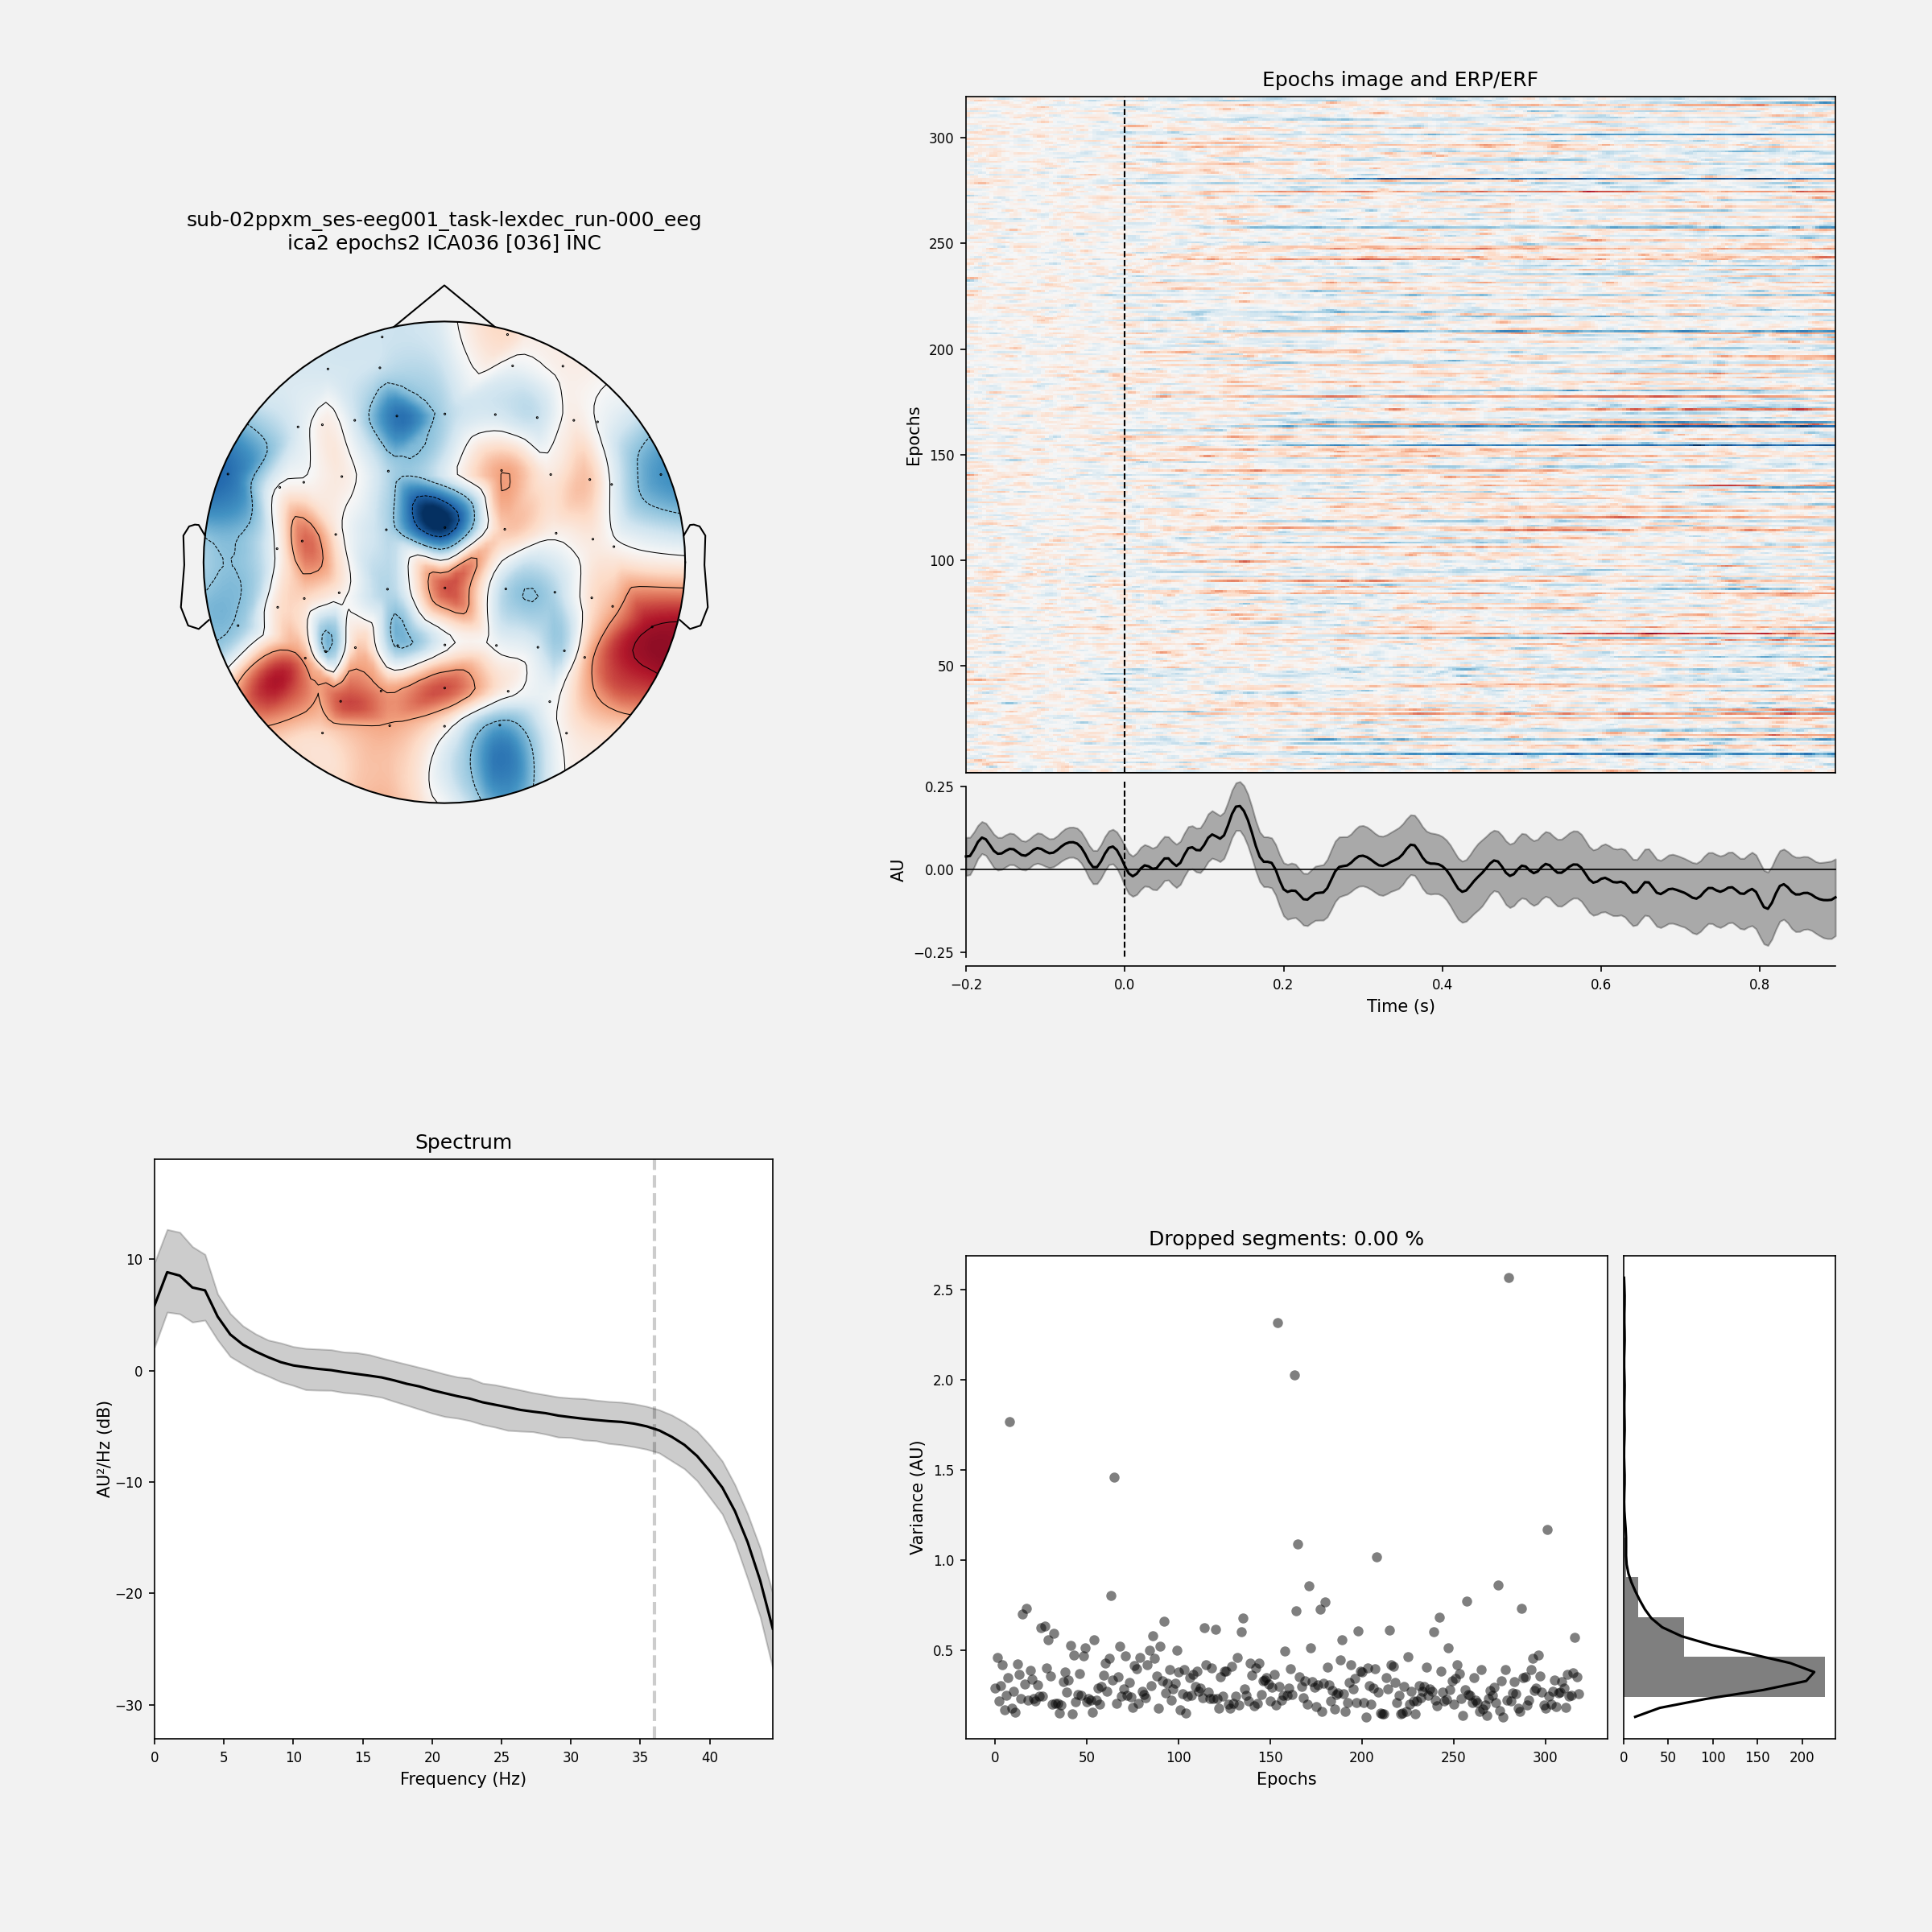 Epochs image and ERP/ERF
sub-02ppxm_ses-eeg001_task-lexdec_run-000_eeg
ica2 epochs2 ICA036 [036] INC
Epochs
300
250
200
150
100
50
AU
0.25
0.00
−0.25
−0.2 0.0 0.2 0.4 0.6 0.8
Time (s)
Spectrum
AU²/Hz (dB)
10
0
−10
−20
−30
0 5 10 15 20 25 30 35 40
Frequency (Hz)
Dropped segments: 0.00 %
Variance (AU)
2.5
2.0
1.5
1.0
0.5
0 50 100 150 200 250 300
Epochs
0 50 100 150 200